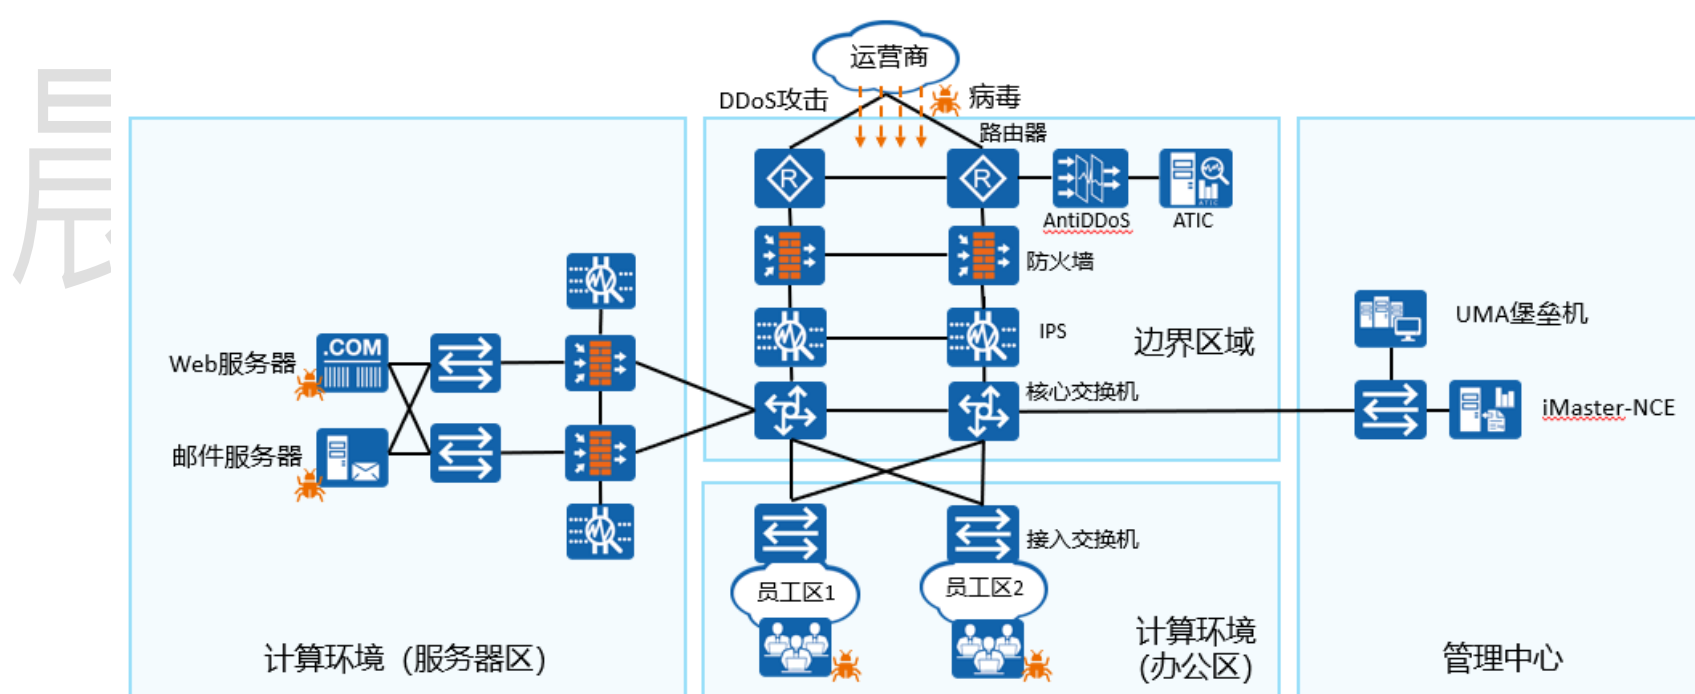 运营商
DDoS攻击
病毒
路由器
R
R
AntiDDoS
ATIC
ATIC
防火墙
IPS
边界区域
核心交换机
Web服务器
.COM
邮件服务器
UMA堡垒机
iMaster-NCE
接入交换机
员工区1
员工区2
计算环境 (服务器区)
计算环境
(办公区)
管理中心
晨